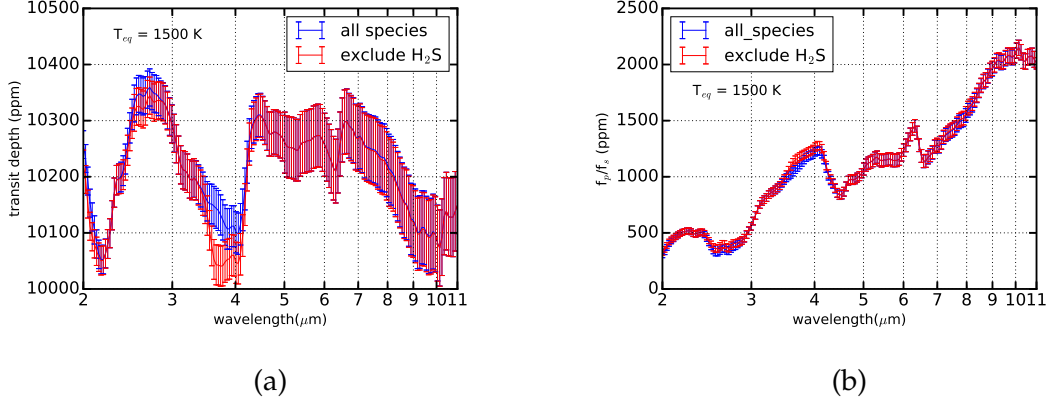 10500
10400
10300
10200
10100
10000
transit depth (ppm)
T_eq = 1500 K
all species
exclude H₂S
2 3 4 5 6 7 8 9 10 11
wavelength(μm)
(a)
2500
2000
1500
1000
500
0
f_p/f_s (ppm)
all_species
exclude H₂S
T_eq = 1500 K
2 3 4 5 6 7 8 9 1011
wavelength(μm)
(b)